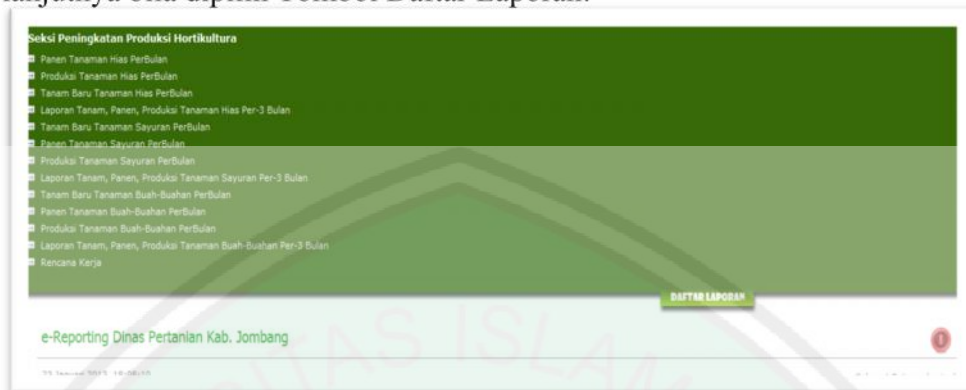 lanjutnya bila dipilih Tombol Daftar Laporan.
Seksi Peningkatan Produksi Hortikultura
Panen Tanaman Hias PerBulan
Produksi Tanaman Hias PerBulan
Tanam Baru Tanaman Hias PerBulan
Laporan Tanam, Panen, Produksi Tanaman Hias Per-3 Bulan
Tanam Baru Tanaman Sayuran PerBulan
Panen Tanaman Sayuran PerBulan
Produksi Tanaman Sayuran PerBulan
Laporan Tanam, Panen, Produksi Tanaman Sayuran Per-3 Bulan
Tanam Baru Tanaman Buah-Buahan PerBulan
Panen Tanaman Buah-Buahan PerBulan
Produksi Tanaman Buah-Buahan PerBulan
Laporan Tanam, Panen, Produksi Tanaman Buah-Buahan Per-3 Bulan
Rencana Kerja
DAFTAR LAPORAN
e-Reporting Dinas Pertanian Kab. Jombang
TAS ISLA